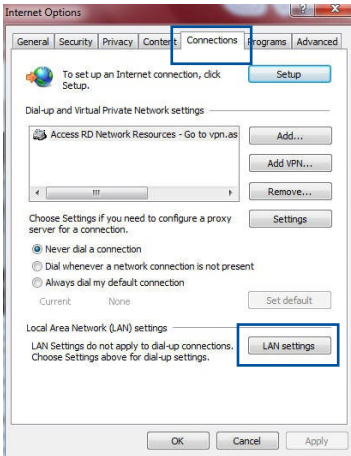 Internet Options
General Security Privacy Content Connections Programs Advanced
To set up an Internet connection, click
Setup.
Setup
Dial-up and Virtual Private Network settings
Access RD Network Resources - Go to vpn.as
Add...
Add VPN...
Remove...
Choose Settings if you need to configure a proxy
server for a connection.
Settings
Never dial a connection
Dial whenever a network connection is not present
Always dial my default connection
Current None
Set default
Local Area Network (LAN) settings
LAN Settings do not apply to dial-up connections.
Choose Settings above for dial-up settings.
LAN settings
OK Cancel Apply